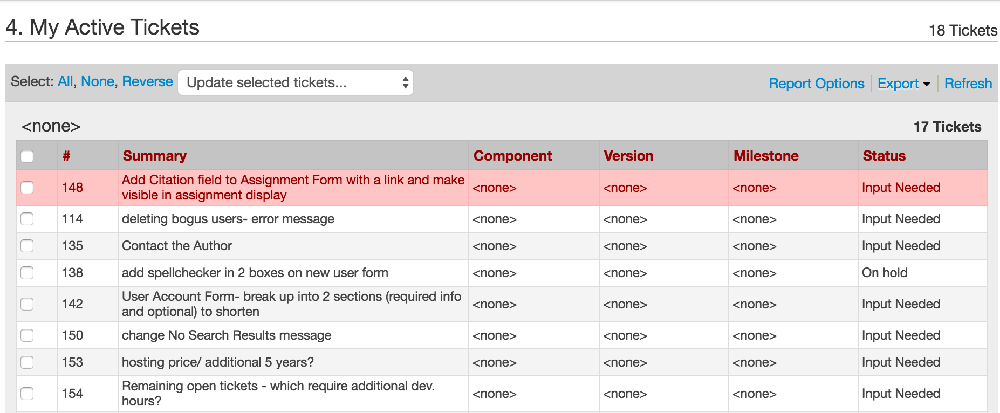 4. My Active Tickets 18 Tickets
Select: All, None, Reverse Update selected tickets... Report Options Export Refresh
<none> 17 Tickets
# Summary Component Version Milestone Status
148 Add Citation field to Assignment Form with a link and make <none> <none> <none> Input Needed
visible in assignment display
114 deleting bogus users- error message <none> <none> <none> Input Needed
135 Contact the Author <none> <none> <none> Input Needed
138 add spellchecker in 2 boxes on new user form <none> <none> <none> On hold
142 User Account Form- break up into 2 sections (required info <none> <none> <none> Input Needed
and optional) to shorten
150 change No Search Results message <none> <none> <none> Input Needed
153 hosting price/ additional 5 years? <none> <none> <none> Input Needed
154 Remaining open tickets - which require additional dev. <none> <none> <none> Input Needed
hours?